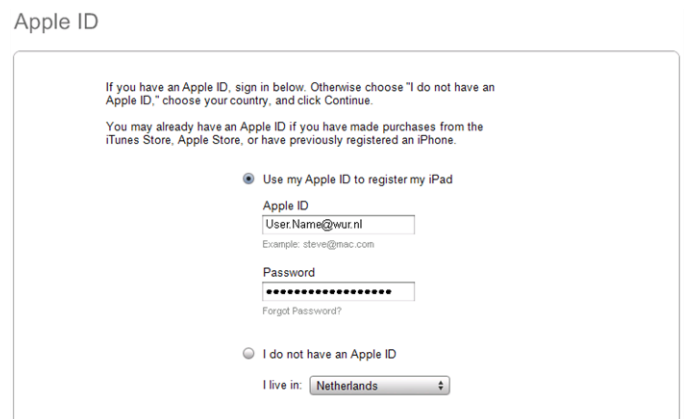 Apple ID
If you have an Apple ID, sign in below. Otherwise choose "I do not have an
Apple ID," choose your country, and click Continue.
You may already have an Apple ID if you have made purchases from the
iTunes Store, Apple Store, or have previously registered an iPhone.
Use my Apple ID to register my iPad
Apple ID
User.Name@wur.nl
Example: steve@mac.com
Password
••••••••••••••••••
Forgot Password?
I do not have an Apple ID
I live in: Netherlands